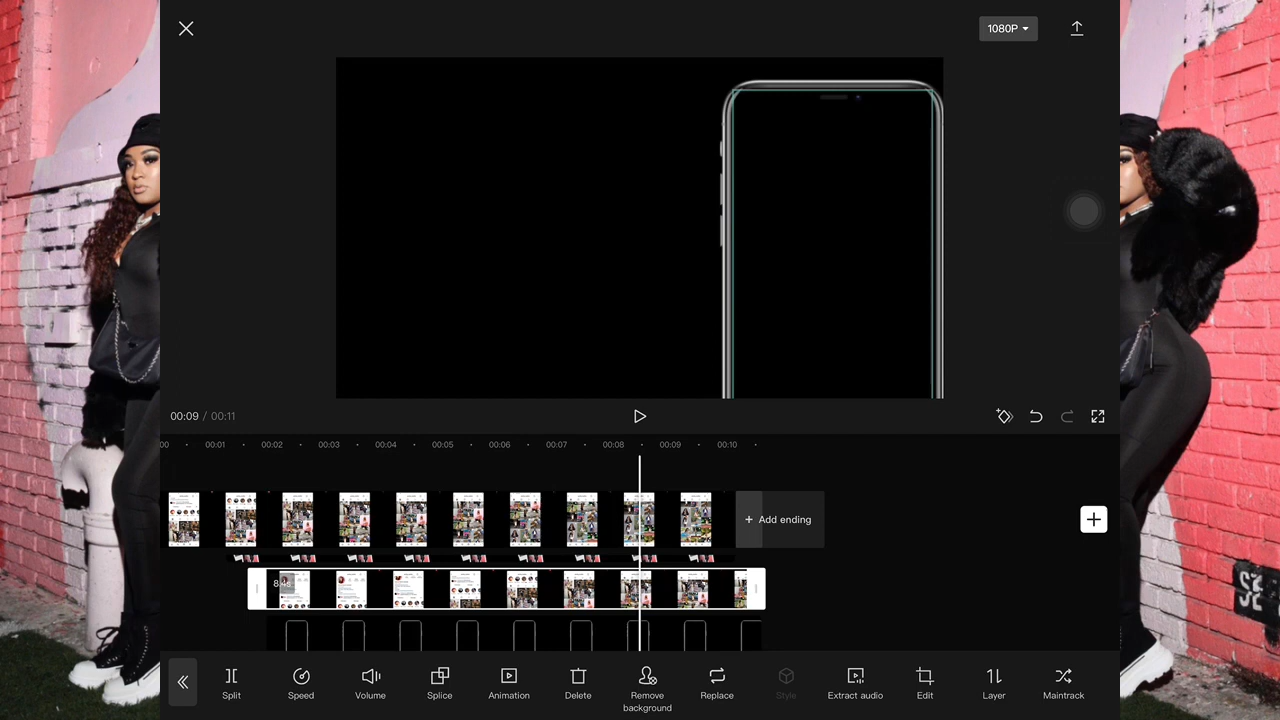 1080P
00:09 / 00:11
00 00:01 00:02 00:03 00:04 00:05 00:06 00:07 00:08 00:09 00:10
+ Add ending
Split Speed Volume Splice Animation Delete Remove background Replace Style Extract audio Edit Layer Maintrack